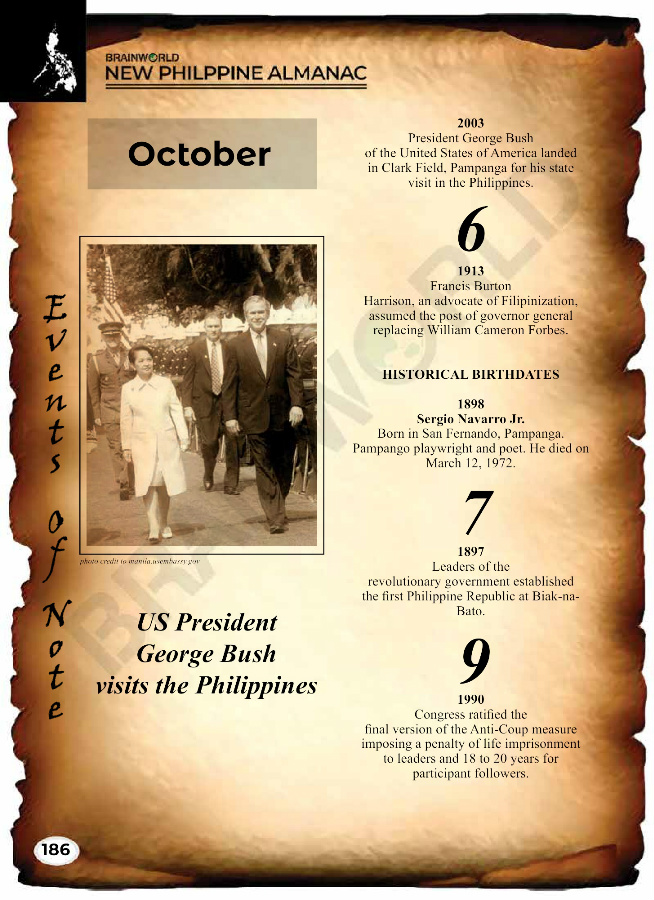 BRAINWORLD
NEW PHILPPINE ALMANAC
October
Events of Note
photo credit to manila.usembassy.gov
US President
George Bush
visits the Philippines
2003
President George Bush
of the United States of America landed
in Clark Field, Pampanga for his state
visit in the Philippines.
6
1913
Francis Burton
Harrison, an advocate of Filipinization,
assumed the post of governor general
replacing William Cameron Forbes.
HISTORICAL BIRTHDATES
1898
Sergio Navarro Jr.
Born in San Fernando, Pampanga.
Pampango playwright and poet. He died on
March 12, 1972.
7
1897
Leaders of the
revolutionary government established
the first Philippine Republic at Biak-na-
Bato.
9
1990
Congress ratified the
final version of the Anti-Coup measure
imposing a penalty of life imprisonment
to leaders and 18 to 20 years for
participant followers.
186
BRAINWORLD